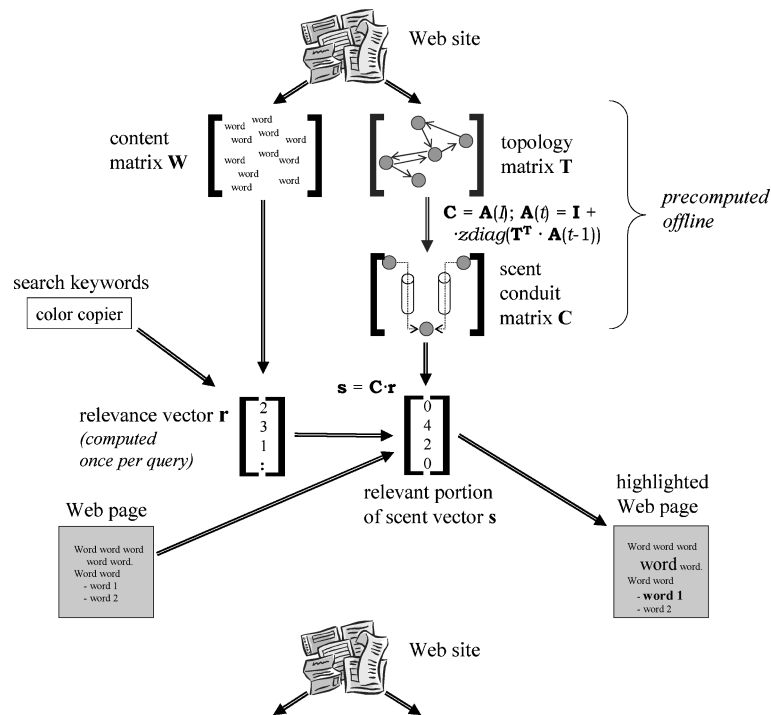 Web site
content
matrix W
word
word
word
word
word
word
word
word
word
word
word
topology
matrix T
precomputed
offline
C = A(l); A(t) = I +
·zdiag(Tᵀ · A(t-1))
scent
conduit
matrix C
search keywords
color copier
s = C·r
relevance vector r
(computed
once per query)
2
3
1
:
0
4
2
0
relevant portion
of scent vector s
Web page
Word word word
word word.
Word word
- word 1
- word 2
highlighted
Web page
Word word word
word word.
Word word
- word 1
- word 2
Web site